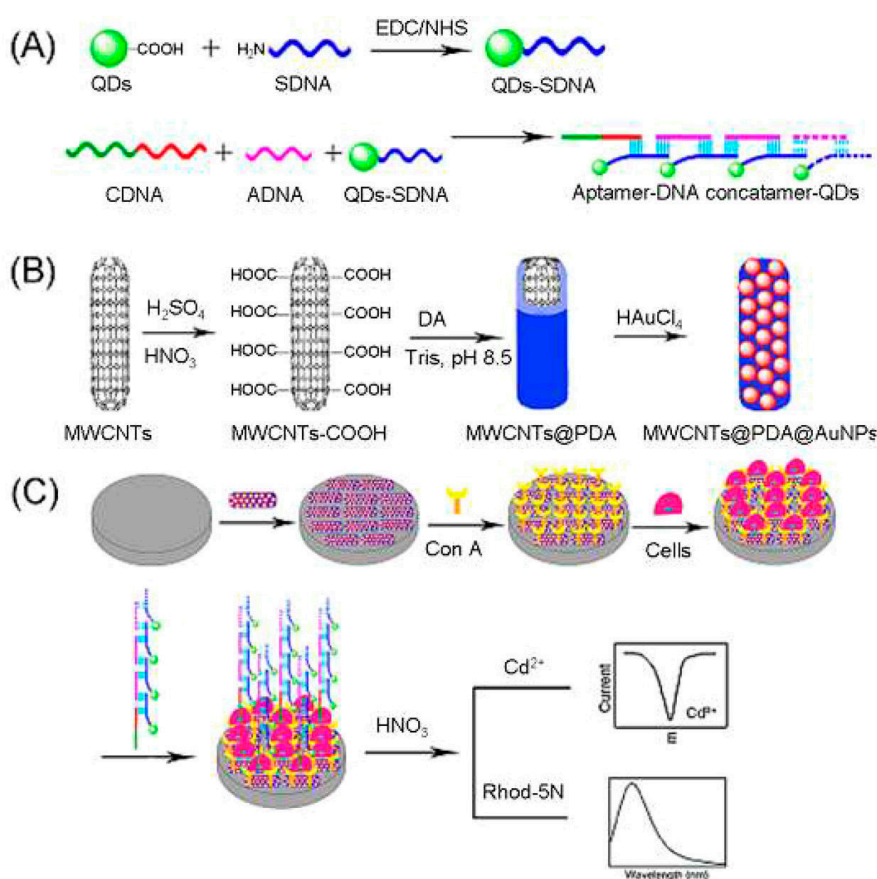 (A)
COOH
+
H₂N
EDC/NHS
QDs
SDNA
QDs-SDNA
+
+
CDNA
ADNA
QDs-SDNA
Aptamer-DNA concatamer-QDs
(B)
H₂SO₄
HNO₃
HOOC
COOH
HOOC
COOH
HOOC
COOH
HOOC
COOH
DA
Tris, pH 8.5
HAuCl₄
MWCNTs
MWCNTs-COOH
MWCNTs@PDA
MWCNTs@PDA@AuNPs
(C)
Con A
Cells
HNO₃
Cd²⁺
Current
Cd²⁺
E
Rhod-5N
Wavelength (nm)